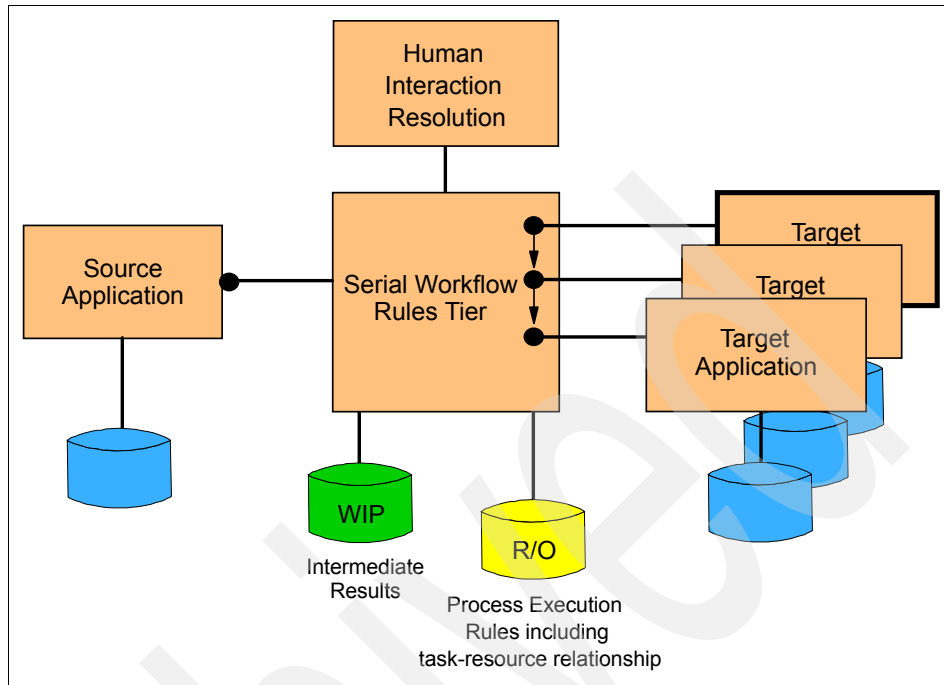 Human
Interaction
Resolution
Source
Application
Serial Workflow
Rules Tier
Target
Target
Target
Application
WIP
Intermediate
Results
R/O
Process Execution
Rules including
task-resource relationship